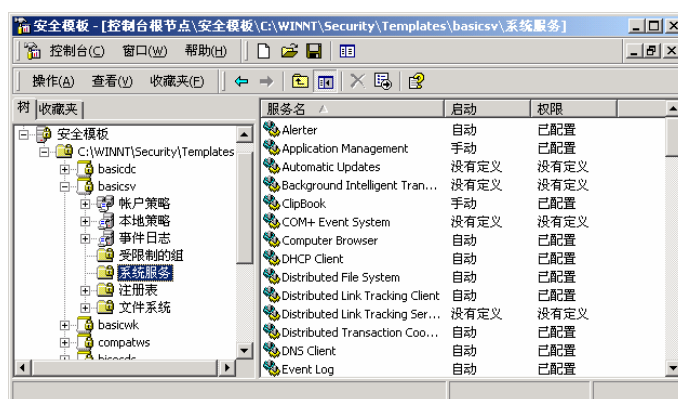 安全模板 - [控制台根节点\安全模板\C:\WINNT\Security\Templates\basicsv\系统服务]
控制台(C) 窗口(W) 帮助(H)
操作(A) 查看(V) 收藏夹(F)
树 收藏夹
安全模板
C:\WINNT\Security\Templates
basicdc
basicsv
帐户策略
本地策略
事件日志
受限制的组
系统服务
注册表
文件系统
basicwk
compatws
服务名 启动 权限
Alerter 自动 已配置
Application Management 手动 已配置
Automatic Updates 没有定义 没有定义
Background Intelligent Tran... 没有定义 没有定义
ClipBook 手动 已配置
COM+ Event System 没有定义 没有定义
Computer Browser 自动 已配置
DHCP Client 自动 已配置
Distributed File System 自动 已配置
Distributed Link Tracking Client 自动 已配置
Distributed Link Tracking Ser... 没有定义 没有定义
Distributed Transaction Coo... 自动 已配置
DNS Client 自动 已配置
Event Log 自动 已配置